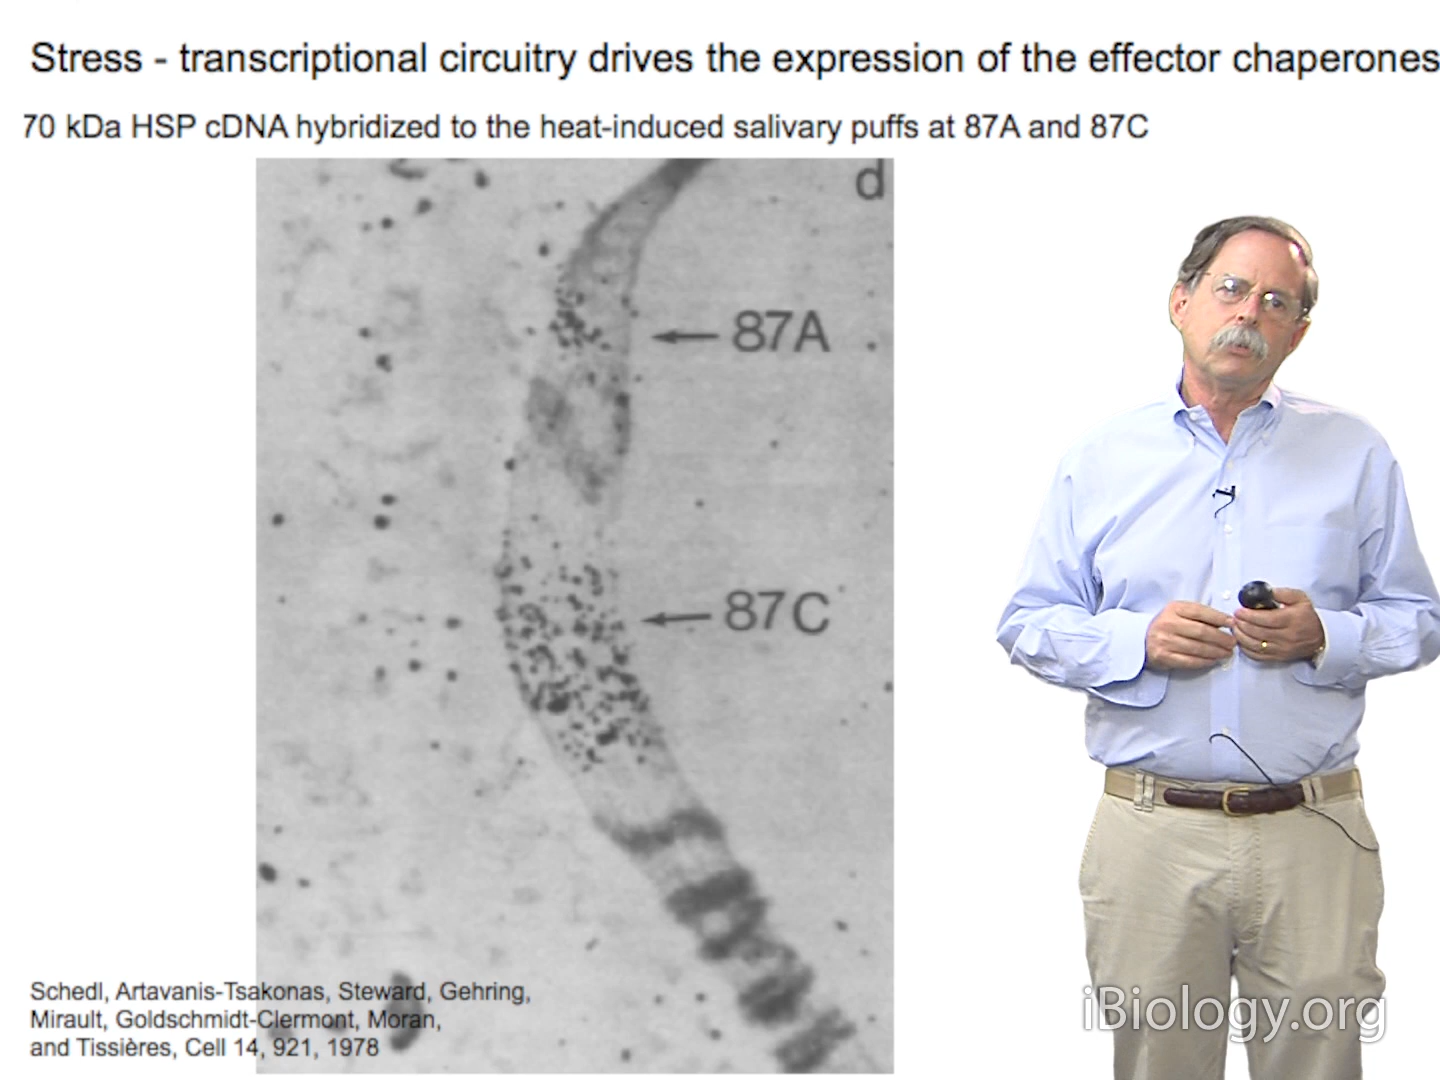 Stress - transcriptional circuitry drives the expression of the effector chaperones
70 kDa HSP cDNA hybridized to the heat-induced salivary puffs at 87A and 87C
d
87A
87C
Schedl, Artavanis-Tsakonas, Steward, Gehring,
Mirault, Goldschmidt-Clermont, Moran,
and Tissières, Cell 14, 921, 1978
iBiology.org